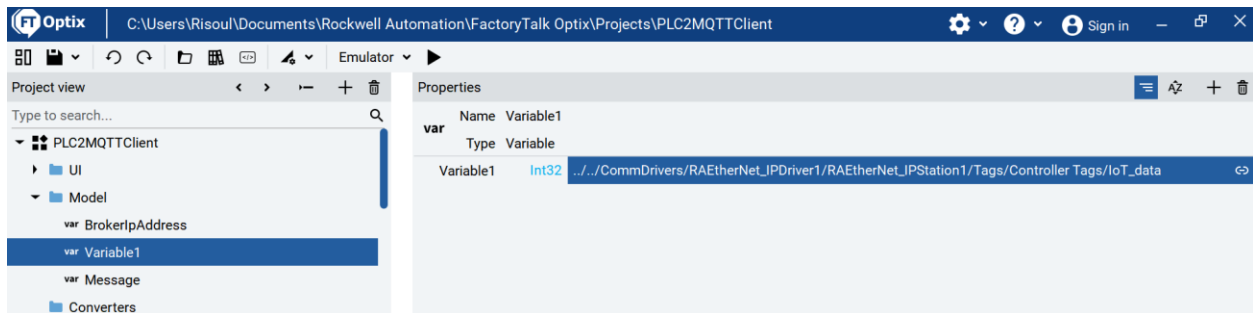 FT Optix C:\Users\Risoul\Documents\Rockwell Automation\FactoryTalk Optix\Projects\PLC2MQTTClient Sign in
Emulator
Project view
Properties
Type to search...
var
Name Variable1
Type Variable
PLC2MQTTClient
UI
Model
var BrokerIpAddress
var Variable1
var Message
Converters
Variable1 Int32 ../../CommDrivers/RAEtherNet_IPDriver1/RAEtherNet_IPStation1/Tags/Controller Tags/IoT_data